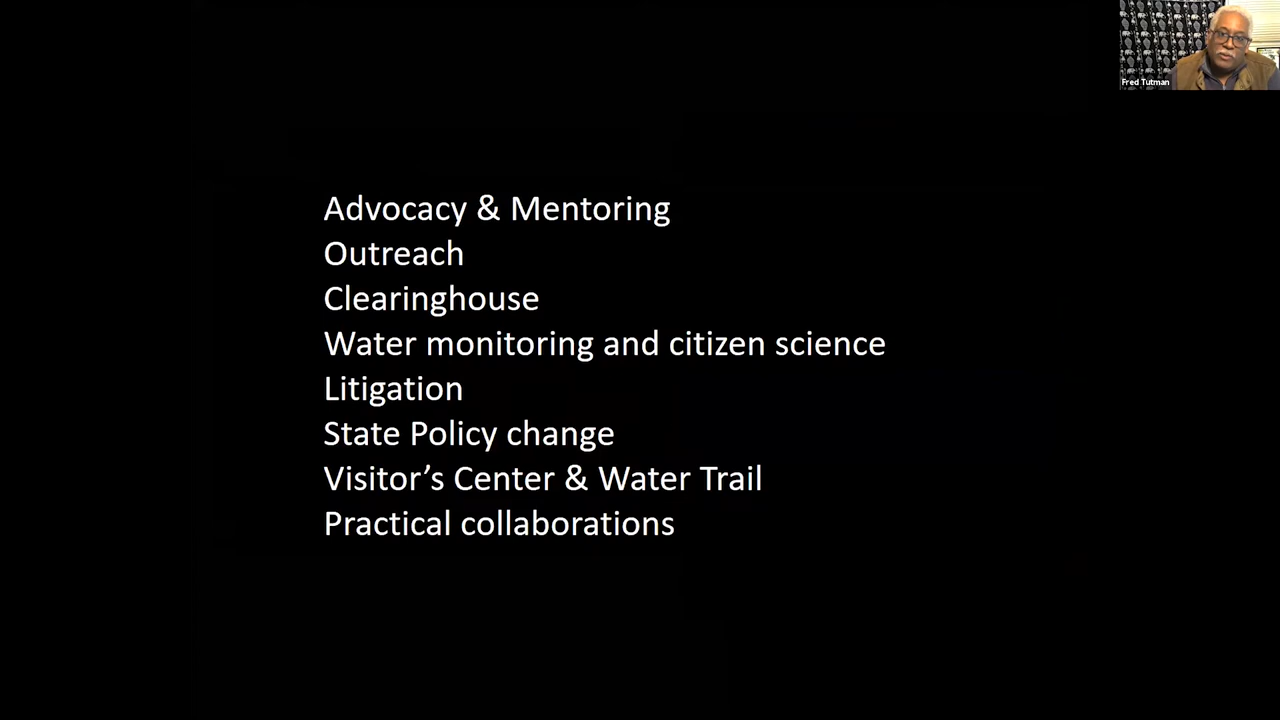 Fred Tutman
Advocacy & Mentoring
Outreach
Clearinghouse
Water monitoring and citizen science
Litigation
State Policy change
Visitor’s Center & Water Trail
Practical collaborations